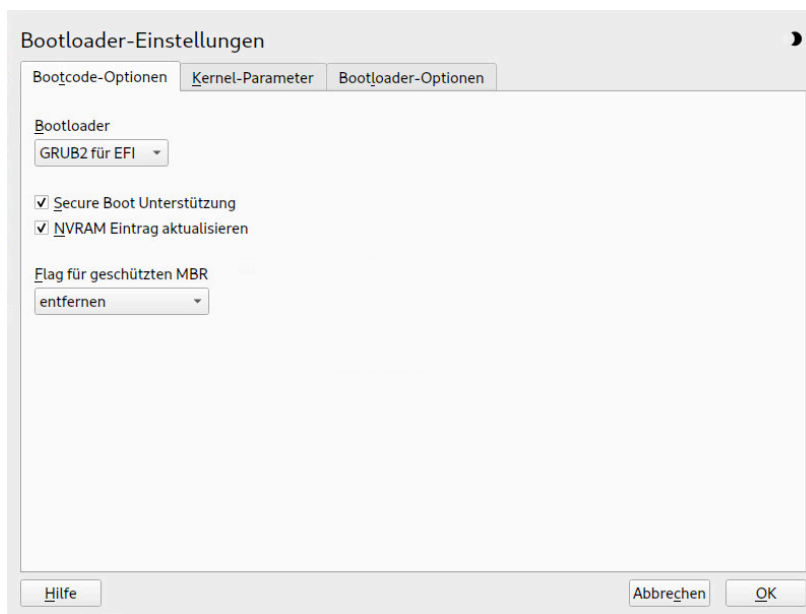 Bootloader-Einstellungen
Bootcode-Optionen Kernel-Parameter Bootloader-Optionen
Bootloader
GRUB2 für EFI
Secure Boot Unterstützung
NVRAM Eintrag aktualisieren
Flag für geschützten MBR
entfernen
Hilfe Abbrechen OK